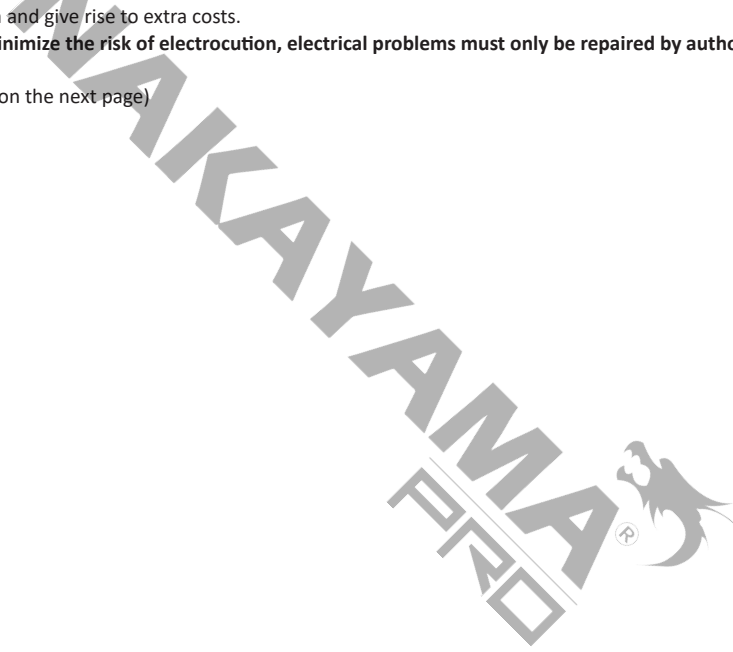 and give rise to extra costs.
inimize the risk of electrocution, electrical problems must only be repaired by autho
on the next page)
NAKAYAMA
PRO
®